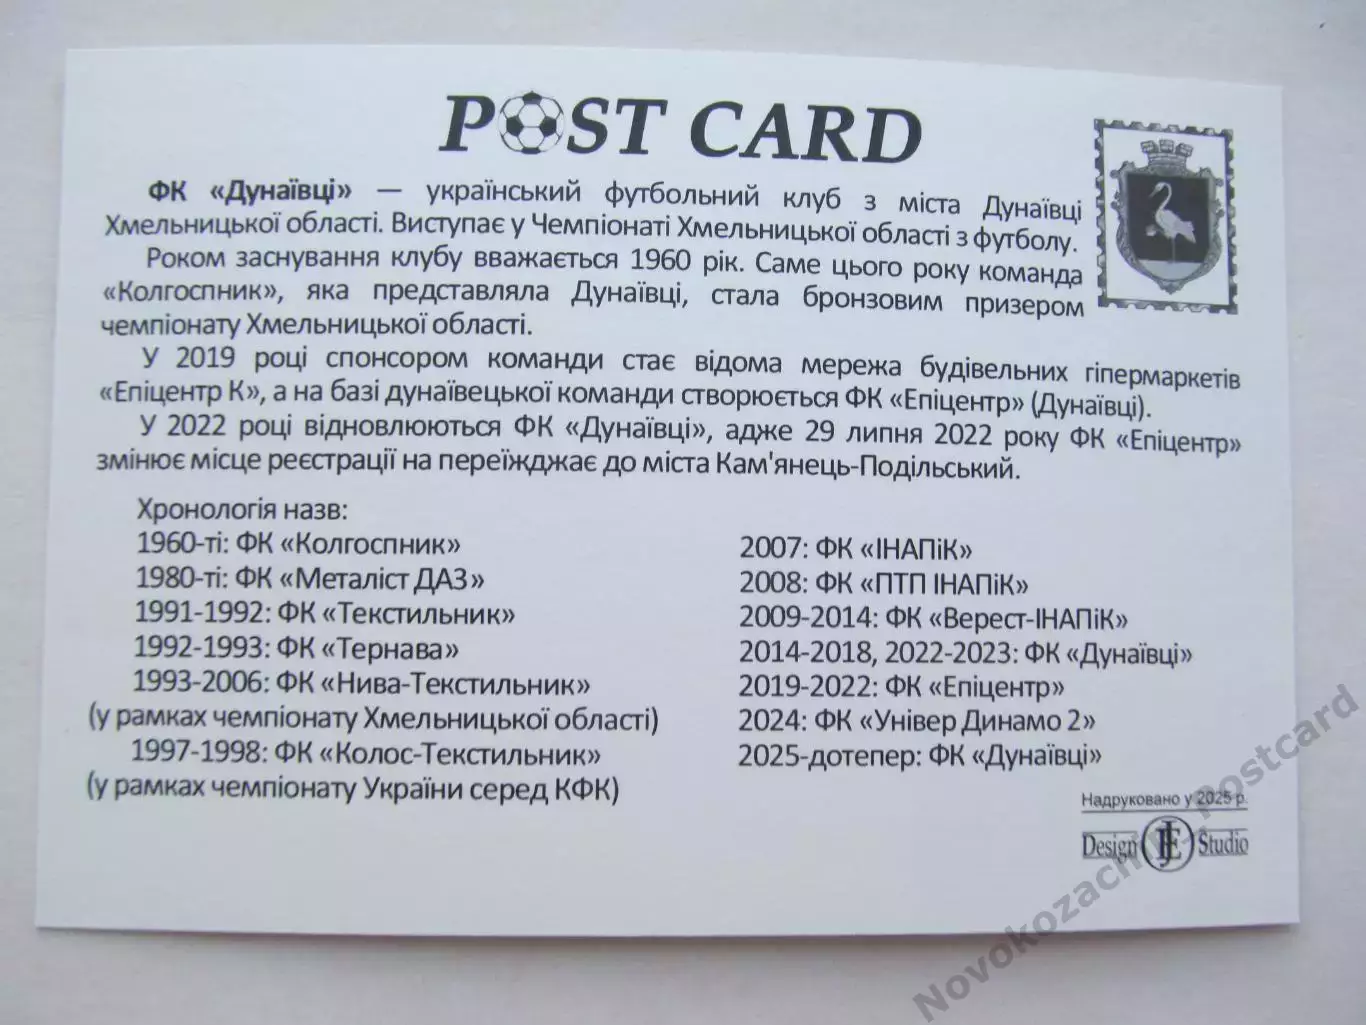 POST CARD
ФК «Дунаївці» — український футбольний клуб з міста Дунаївці
Хмельницької області. Виступає у Чемпіонаті Хмельницької області з футболу.
Роком заснування клубу вважається 1960 рік. Саме цього року команда
«Колгоспник», яка представляла Дунаївці, стала бронзовим призером
чемпіонату Хмельницької області.
У 2019 році спонсором команди стає відома мережа будівельних гіпермаркетів
«Епіцентр К», а на базі дунаївецької команди створюється ФК «Епіцентр» (Дунаївці).
У 2022 році відновлюються ФК «Дунаївці», адже 29 липня 2022 року ФК «Епіцентр»
змінює місце реєстрації на переїжджає до міста Кам'янець-Подільський.
Хронологія назв:
1960-ті: ФК «Колгоспник»
1980-ті: ФК «Металіст ДАЗ»
1991-1992: ФК «Текстильник»
1992-1993: ФК «Тернава»
1993-2006: ФК «Нива-Текстильник»
(у рамках чемпіонату Хмельницької області)
1997-1998: ФК «Колос-Текстильник»
(у рамках чемпіонату України серед КФК)
2007: ФК «ІНАПіК»
2008: ФК «ПТП ІНАПіК»
2009-2014: ФК «Верест-ІНАПіК»
2014-2018, 2022-2023: ФК «Дунаївці»
2019-2022: ФК «Епіцентр»
2024: ФК «Універ Динамо 2»
2025-дотепер: ФК «Дунаївці»
Надруковано у 2025 р.
Design JE Studio
Novokozachiy_Postcard